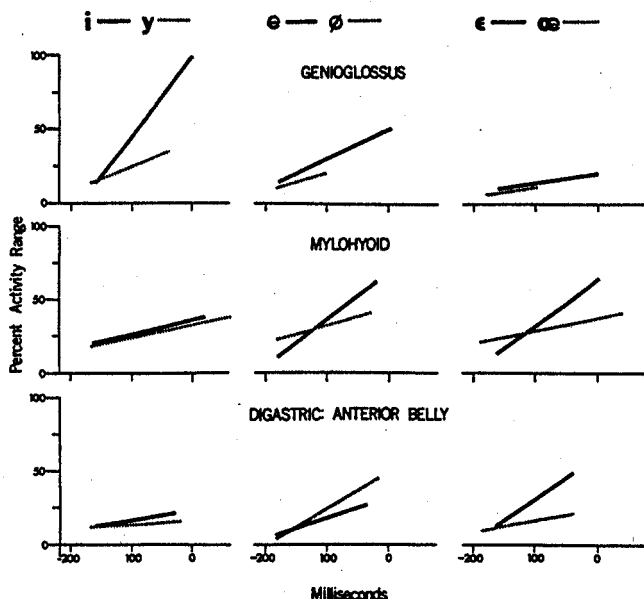 i — y —— e — ø —— ɛ — œ ——
GENIOGLOSSUS
100
50
0
MYLOHYOID
100
50
0
DIGASTRIC ANTERIOR BELLY
100
50
0
-200 100 0 -200 100 0 -200 100 0
Percent Activity Range
Milliseconds